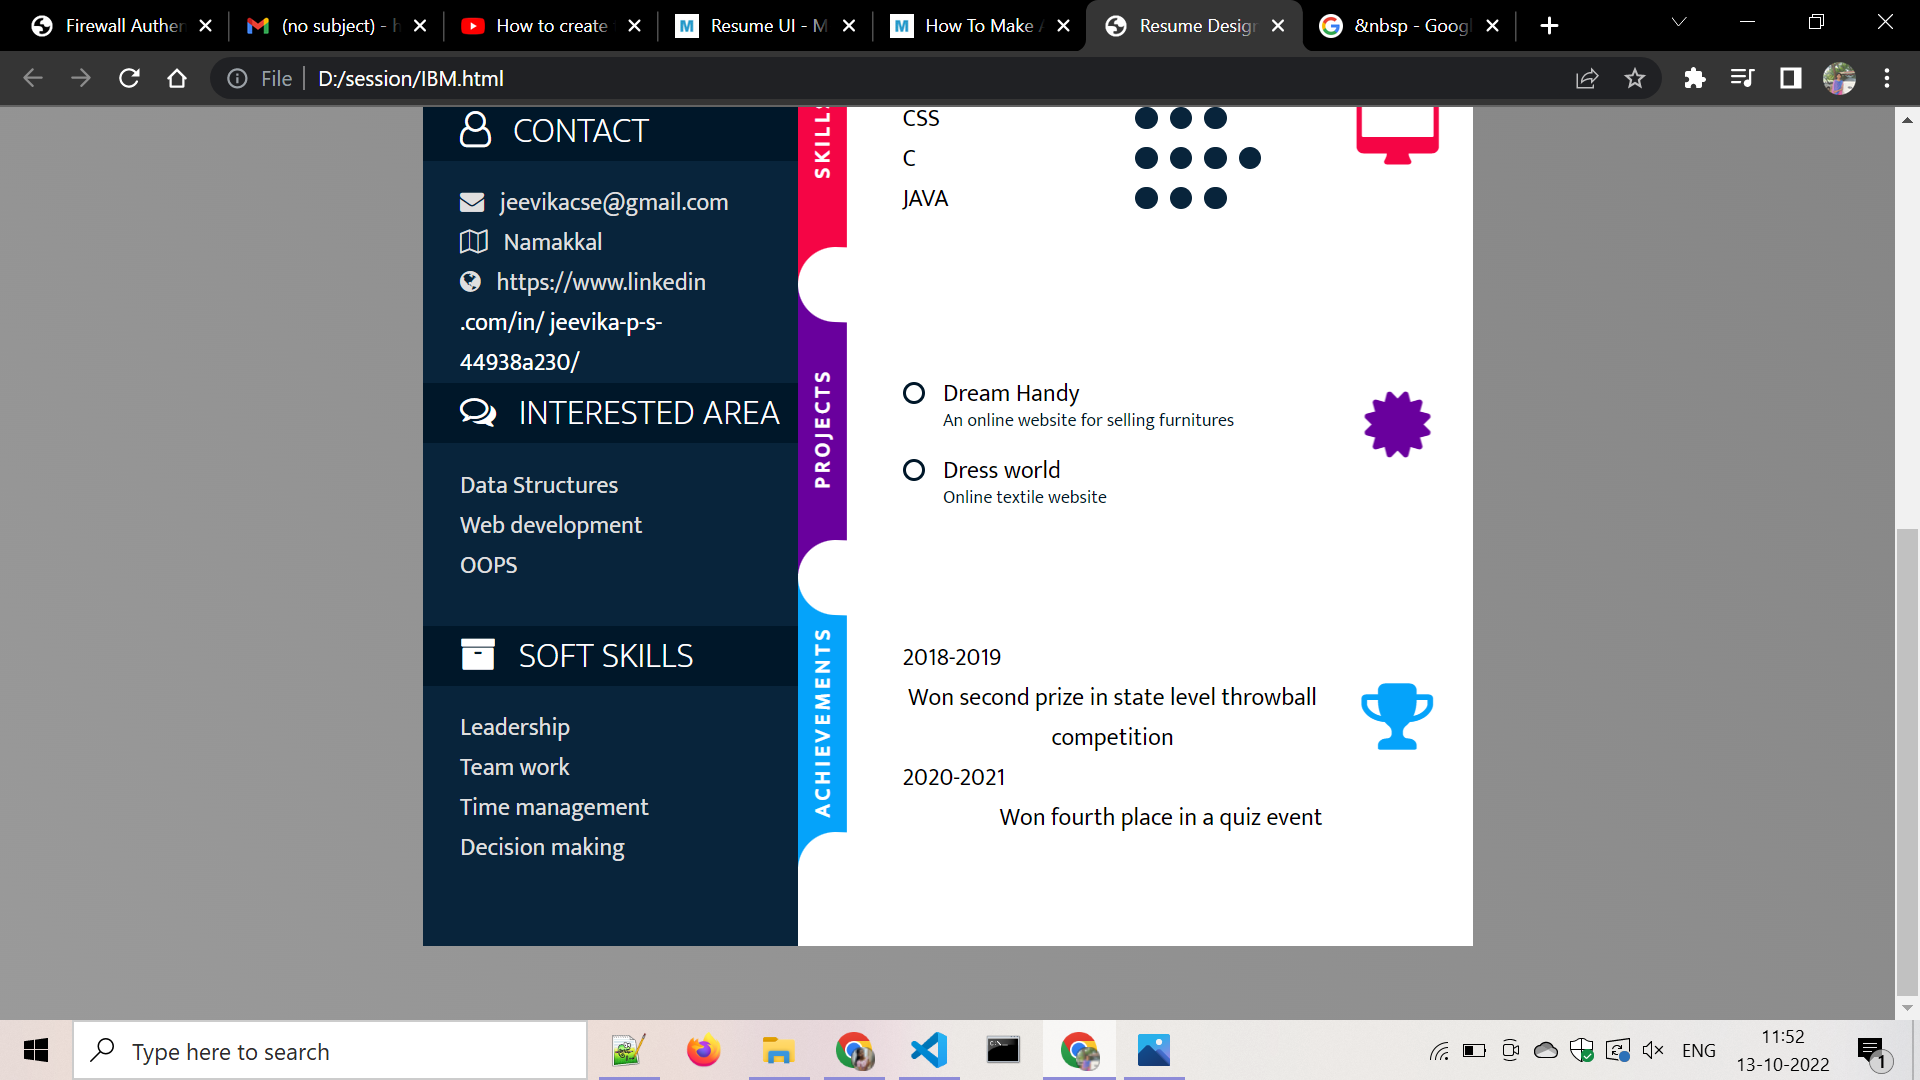 Firewall Authen
(no subject) - h
How to create
Resume UI - M
How To Make A
Resume Design
&nbsp - Googl
File
D:/session/IBM.html
CONTACT
jeevikacse@gmail.com
Namakkal
https://www.linkedin
.com/in/ jeevika-p-s-
44938a230/
INTERESTED AREA
Data Structures
Web development
OOPS
SOFT SKILLS
Leadership
Team work
Time management
Decision making
SKILLS
CSS
C
JAVA
PROJECTS
Dream Handy
An online website for selling furnitures
Dress world
Online textile website
ACHIEVEMENTS
2018-2019
Won second prize in state level throwball
competition
2020-2021
Won fourth place in a quiz event
Type here to search
ENG
11:52
13-10-2022
1